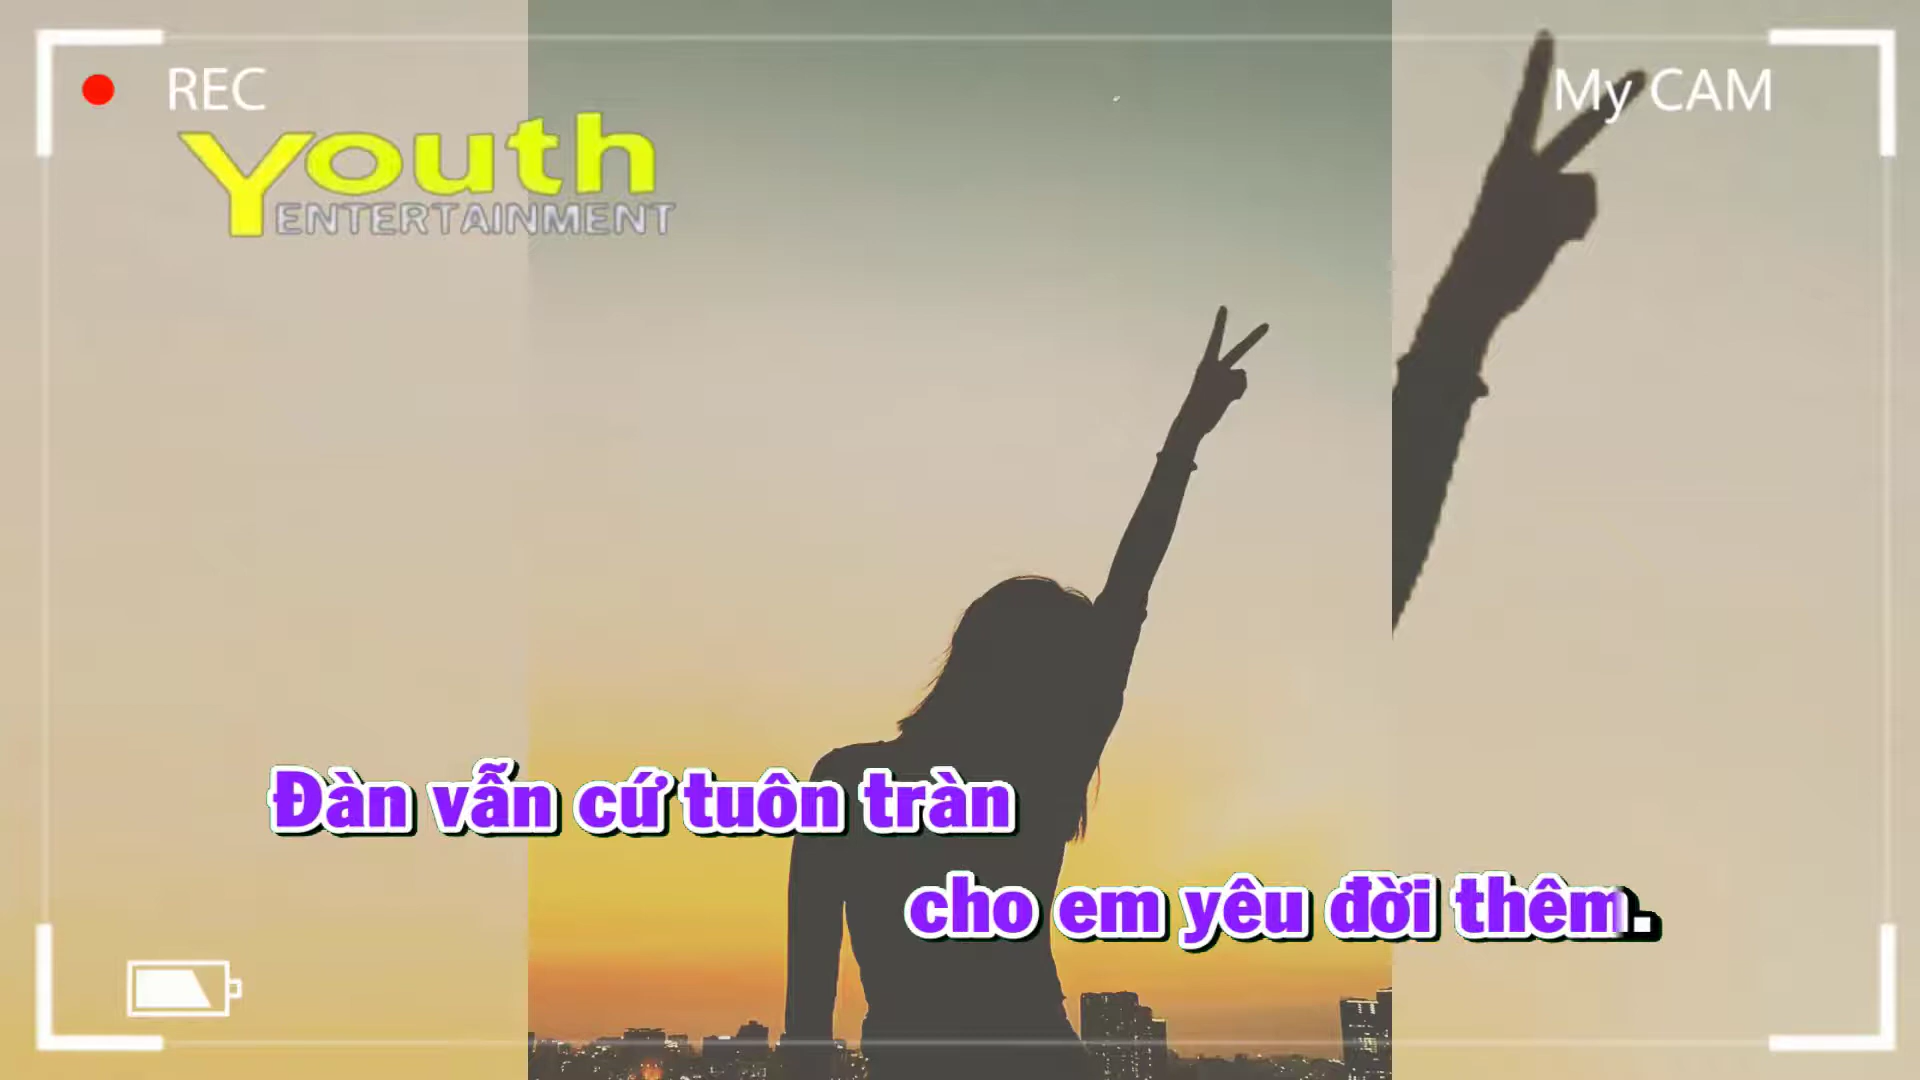 REC
My CAM
Youth
ENTERTAINMENT
Đàn vẫn cứ tuôn tràn
cho em yêu đời thêm.